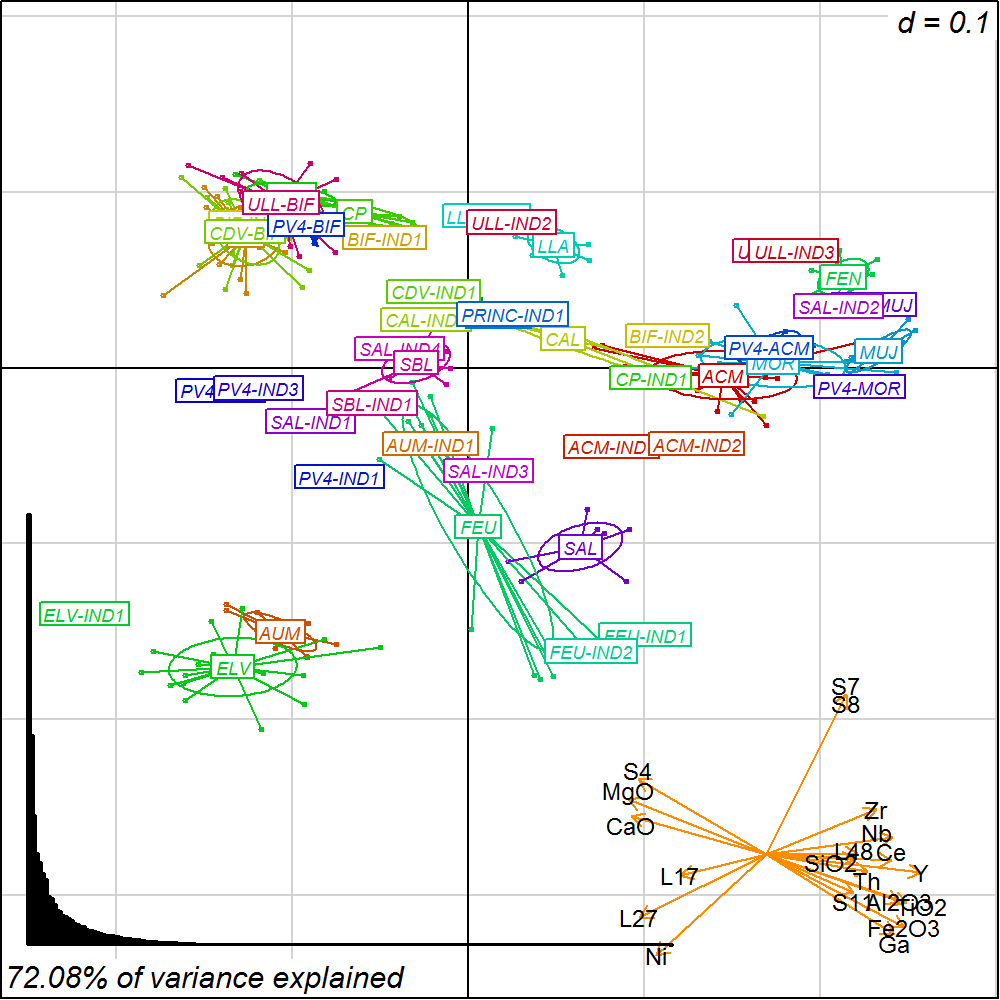 d = 0.1
ULL-BIF
CP
PV4-BIF
CDV-BIF
BIF-IND1
ULL-IND2
LLA
ULL-IND3
FEN
CDV-IND1
SAL-IND2
MUJ
PRINC-IND1
CAL-IND
CAL
BIF-IND2
PV4-ACM
MUJ
SAL-IND4
SBL
MOR
CP-IND1
ACM
PV4
PV4-IND3
PV4-MOR
SBL-IND1
SAL-IND1
AUM-IND1
ACM-IND
ACM-IND2
SAL-IND3
PV4-IND1
FEU
SAL
ELV-IND1
AUM
FEU-IND1
FEU-IND2
ELV
S7
S8
S4
MgO
CaO
Zr
Nb
L48
Ce
SiO2
Y
L17
Th
S11
Al2O3
TiO2
L27
Fe2O3
Ga
Ni
72.08% of variance explained